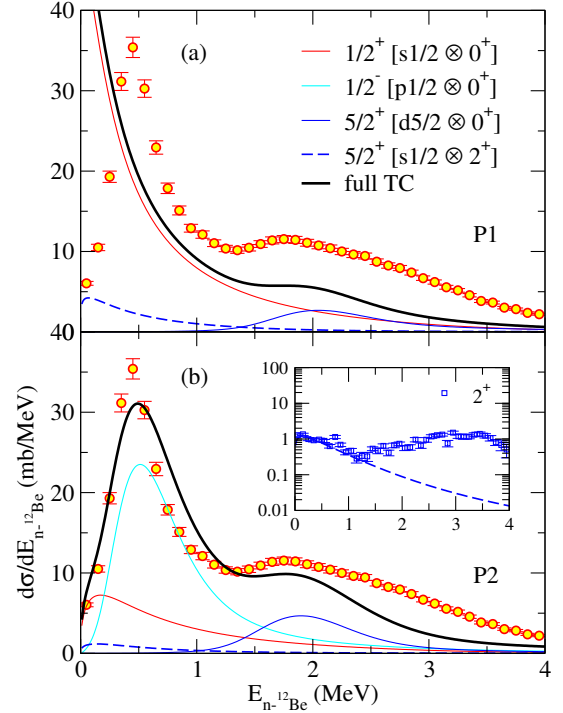 40
(a)
1/2⁺ [s1/2 ⊗ 0⁺]
1/2⁻ [p1/2 ⊗ 0⁺]
5/2⁺ [d5/2 ⊗ 0⁺]
5/2⁺ [s1/2 ⊗ 2⁺]
full TC
30
20
10
P1
40
(b)
30
20
10
0
100
10
1
0.1
0.01
2⁺
0 1 2 3 4
P2
dσ/dE_{n-¹²Be} (mb/MeV)
0 1 2 3 4
E_{n-¹²Be} (MeV)